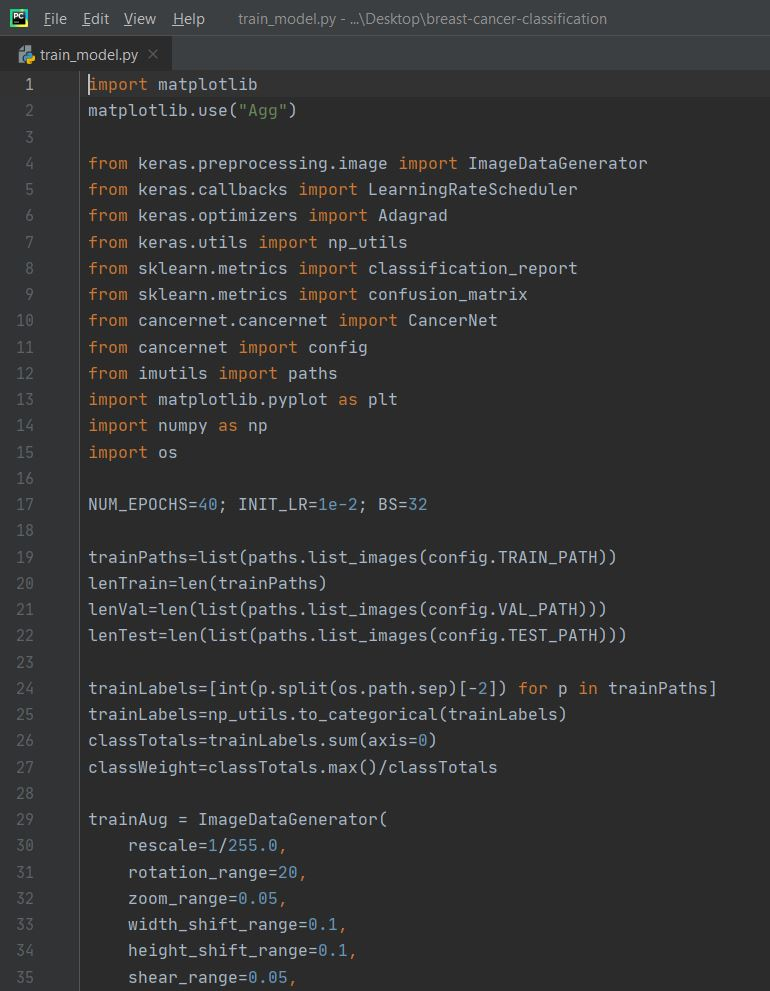 PC File Edit View Help train_model.py - ...\Desktop\breast-cancer-classification
train_model.py ×
1 import matplotlib
2 matplotlib.use("Agg")
3
4 from keras.preprocessing.image import ImageDataGenerator
5 from keras.callbacks import LearningRateScheduler
6 from keras.optimizers import Adagrad
7 from keras.utils import np_utils
8 from sklearn.metrics import classification_report
9 from sklearn.metrics import confusion_matrix
10 from cancernet.cancernet import CancerNet
11 from cancernet import config
12 from imutils import paths
13 import matplotlib.pyplot as plt
14 import numpy as np
15 import os
16
17 NUM_EPOCHS=40; INIT_LR=1e-2; BS=32
18
19 trainPaths=list(paths.list_images(config.TRAIN_PATH))
20 lenTrain=len(trainPaths)
21 lenVal=len(list(paths.list_images(config.VAL_PATH)))
22 lenTest=len(list(paths.list_images(config.TEST_PATH)))
23
24 trainLabels=[int(p.split(os.path.sep)[-2]) for p in trainPaths]
25 trainLabels=np_utils.to_categorical(trainLabels)
26 classTotals=trainLabels.sum(axis=0)
27 classWeight=classTotals.max()/classTotals
28
29 trainAug = ImageDataGenerator(
30     rescale=1/255.0,
31     rotation_range=20,
32     zoom_range=0.05,
33     width_shift_range=0.1,
34     height_shift_range=0.1,
35     shear_range=0.05,